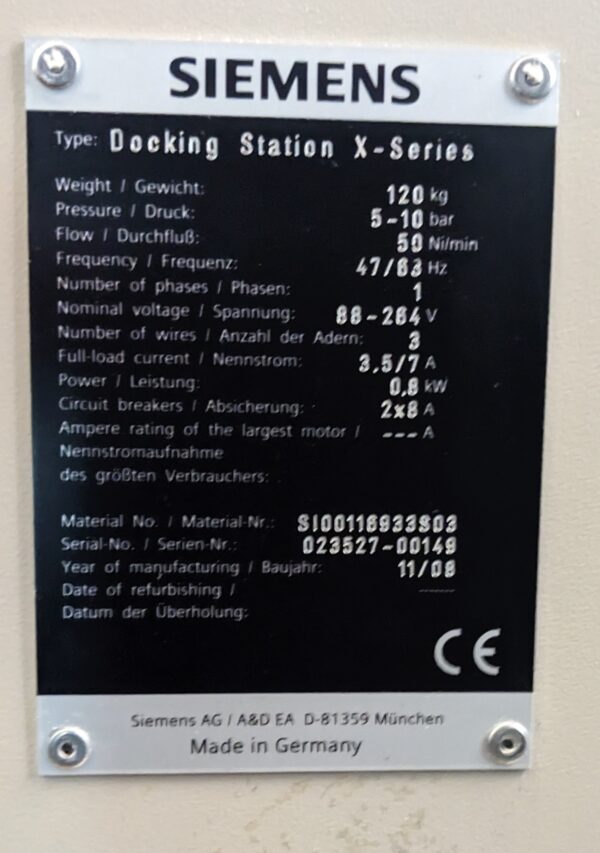 SIEMENS
Type: Docking Station X-Series
Weight / Gewicht: 120 kg
Pressure / Druck: 5-10 bar
Flow / Durchfluß: 50 Nl/min
Frequency / Frequenz: 47/63 Hz
Number of phases / Phasen: 1
Nominal voltage / Spannung: 88-264 V
Number of wires / Anzahl der Adern: 3
Full-load current / Nennstrom: 3,5/7 A
Power / Leistung: 0,8 kW
Circuit breakers / Absicherung: 2x8 A
Ampere rating of the largest motor / --- A
Nennstromaufnahme
des größten Verbrauchers:
Material No. / Material-Nr.: S100116933S03
Serial-No. / Serien-Nr.: 023527-00149
Year of manufacturing / Baujahr: 11/08
Date of refurbishing / -------
Datum der Überholung:
CE
Siemens AG / A&D EA D-81359 München
Made in Germany